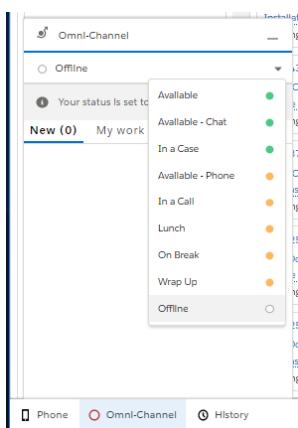 Omni-Channel
Offline
Your status is set to
New (0) My work
Available
Available - Chat
In a Case
Available - Phone
In a Call
Lunch
On Break
Wrap Up
Offline
Phone Omni-Channel History